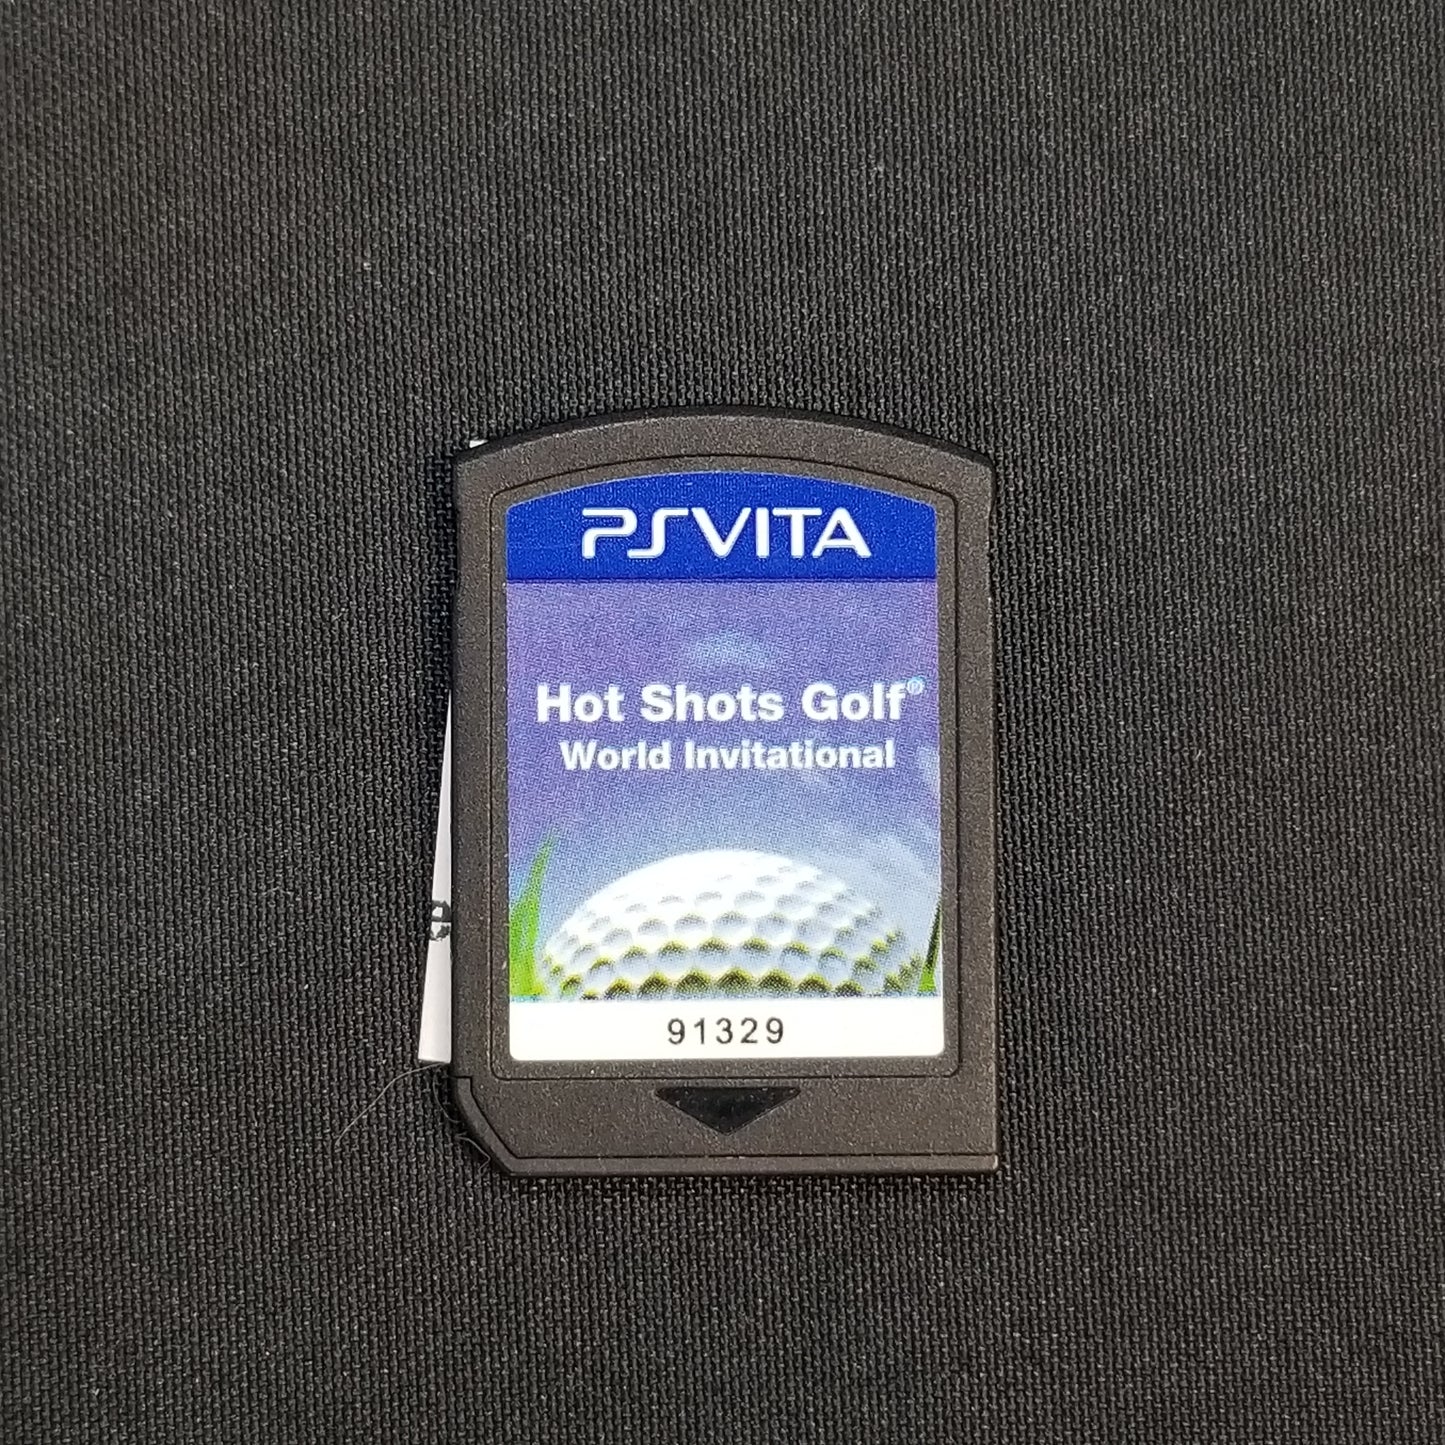 PSVITA
Hot Shots Golf®
World Invitational
91329